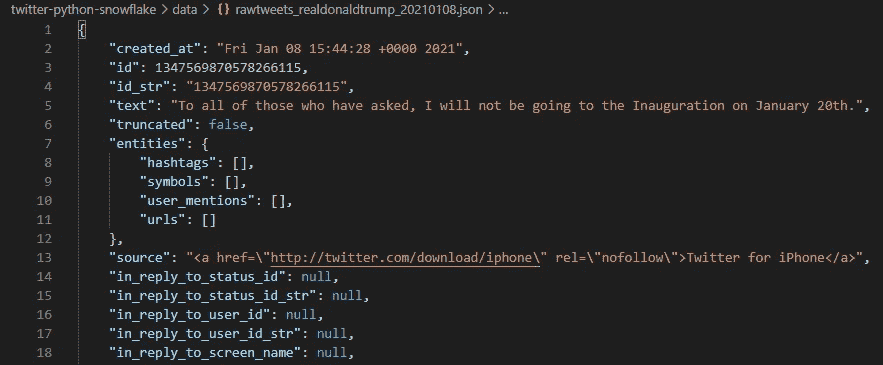 twitter-python-snowflake > data > {} rawtweets_realdonaldtrump_20210108.json > ...
1 {
2 "created_at": "Fri Jan 08 15:44:28 +0000 2021",
3 "id": 1347569870578266115,
4 "id_str": "1347569870578266115",
5 "text": "To all of those who have asked, I will not be going to the Inauguration on January 20th.",
6 "truncated": false,
7 "entities": {
8 "hashtags": [],
9 "symbols": [],
10 "user_mentions": [],
11 "urls": []
12 },
13 "source": "<a href=\"http://twitter.com/download/iphone\" rel=\"nofollow\">Twitter for iPhone</a>",
14 "in_reply_to_status_id": null,
15 "in_reply_to_status_id_str": null,
16 "in_reply_to_user_id": null,
17 "in_reply_to_user_id_str": null,
18 "in_reply_to_screen_name": null,